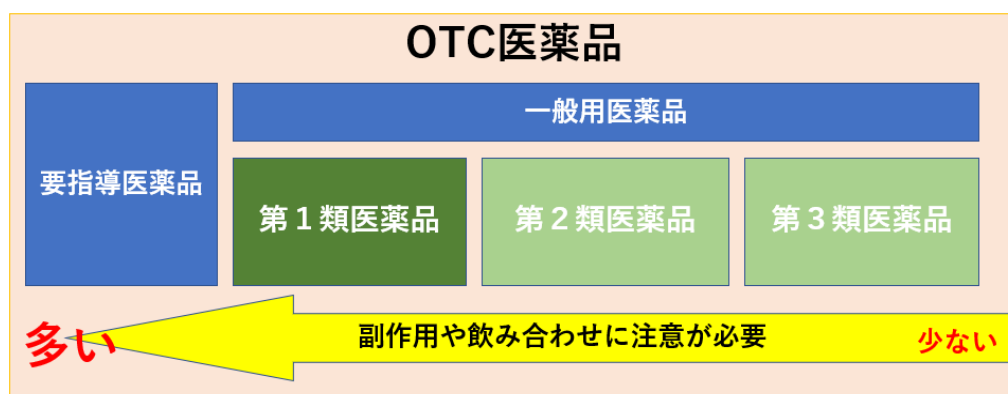 OTC医薬品
要指導医薬品
一般用医薬品
第１類医薬品
第２類医薬品
第３類医薬品
多い
副作用や飲み合わせに注意が必要
少ない